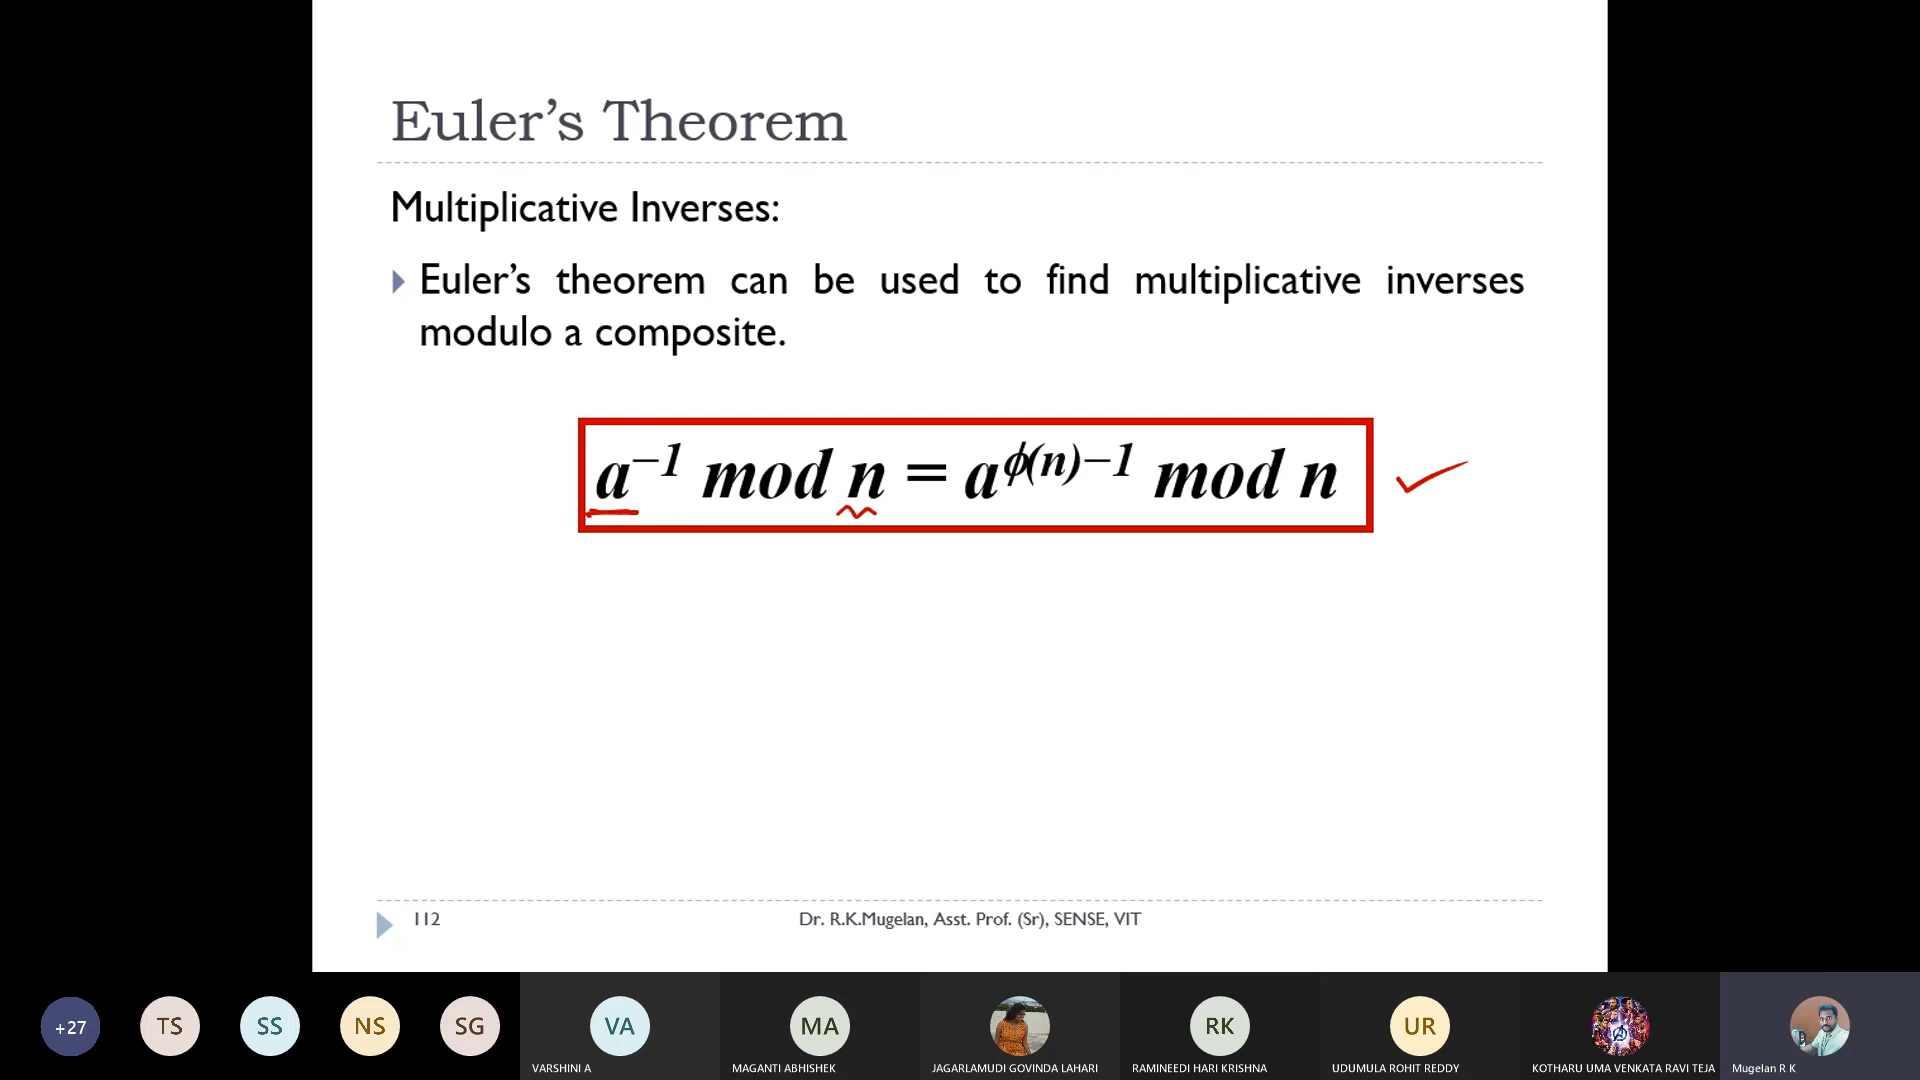 Euler’s Theorem
Multiplicative Inverses:
Euler’s theorem can be used to find multiplicative inverses
modulo a composite.
a⁻¹ mod n = a^(ϕ(n)–1) mod n
112 Dr. R.K.Mugelan, Asst. Prof. (Sr), SENSE, VIT
+27 TS SS NS SG VA MA RK UR
VARSHINI A MAGANTI ABHISHEK JAGARLAMUDI GOVINDA LAHARI RAMINEEDI HARI KRISHNA UDUMULA ROHIT REDDY KOTHARU UMA VENKATA RAVI TEJA Mugelan R K